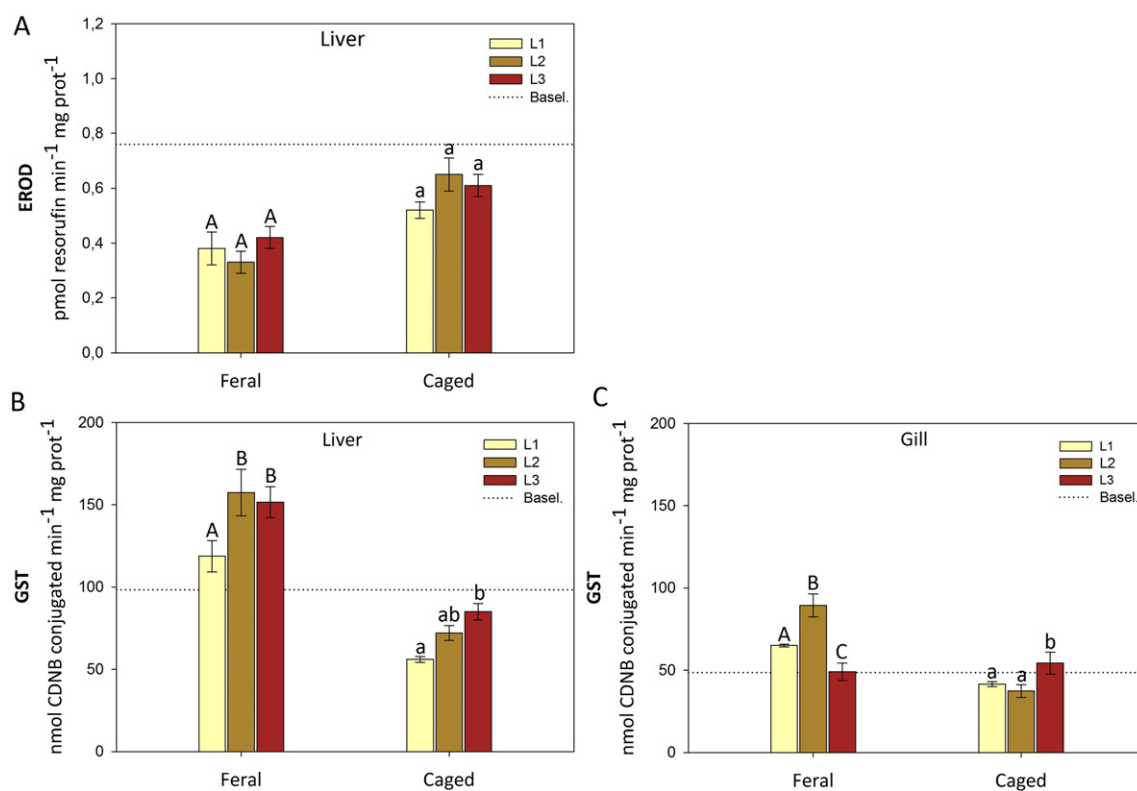 A
Liver
L1
L2
L3
Basel.
1,2
1,0
0,8
0,6
0,4
0,2
0,0
EROD
pmol resorufin min⁻¹ mg prot⁻¹
A
A
A
a
a
a
Feral
Caged
B
Liver
L1
L2
L3
Basel.
200
150
100
50
0
GST
nmol CDNB conjugated min⁻¹ mg prot⁻¹
A
B
B
a
ab
b
Feral
Caged
C
Gill
L1
L2
L3
Basel.
200
150
100
50
0
GST
nmol CDNB conjugated min⁻¹ mg prot⁻¹
A
B
C
a
a
b
Feral
Caged